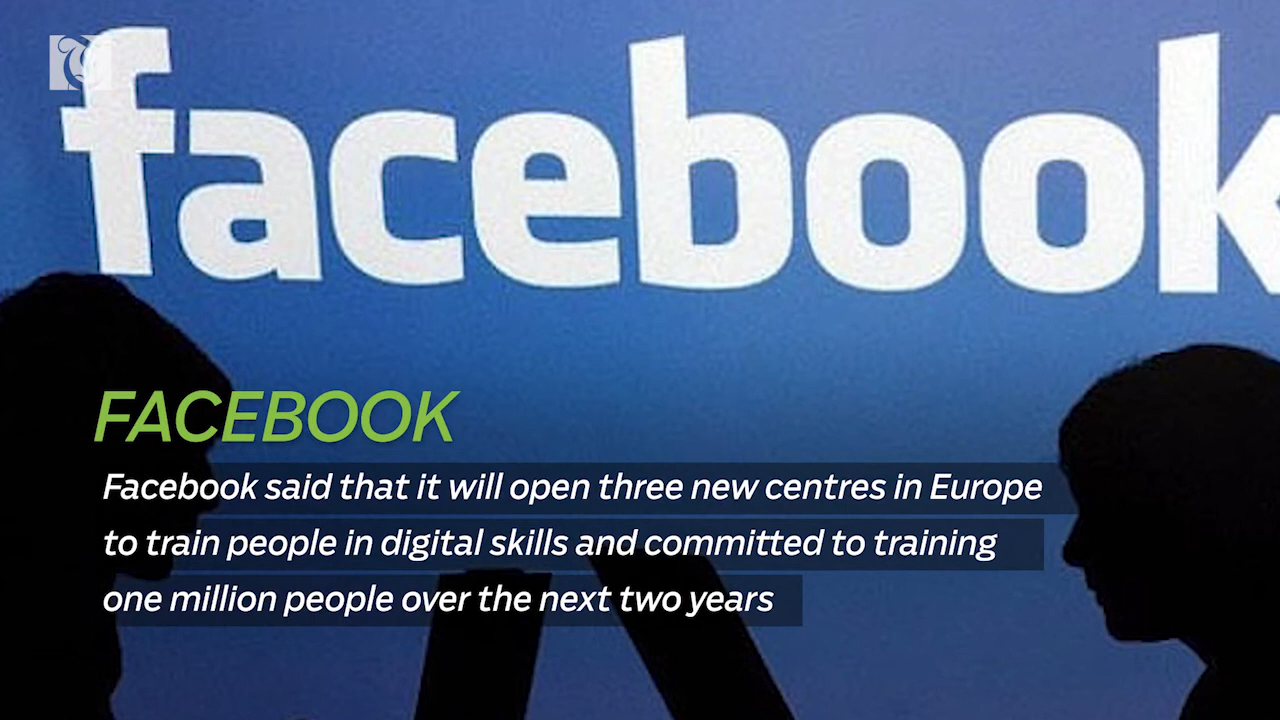 facebook
FACEBOOK
Facebook said that it will open three new centres in Europe
to train people in digital skills and committed to training
one million people over the next two years